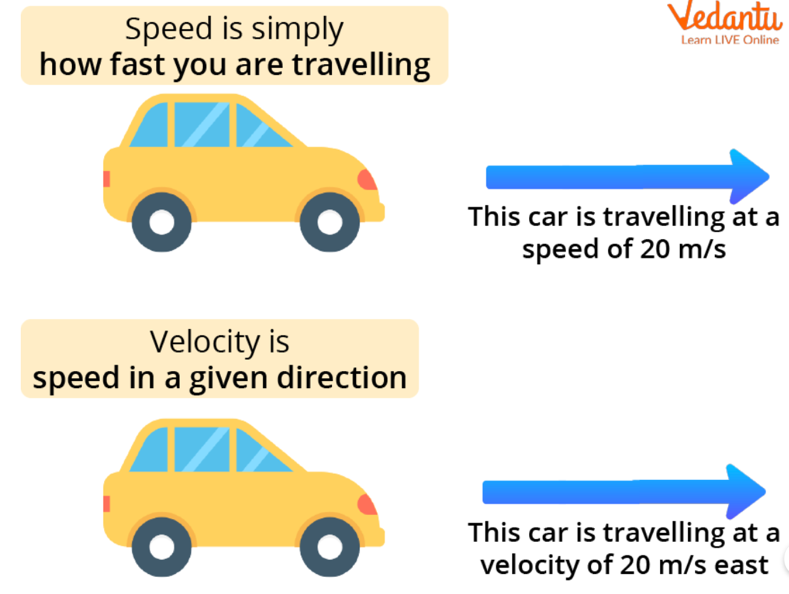 Vedantu
Learn LIVE Online
Speed is simply
how fast you are travelling
This car is travelling at a
speed of 20 m/s
Velocity is
speed in a given direction
This car is travelling at a
velocity of 20 m/s east